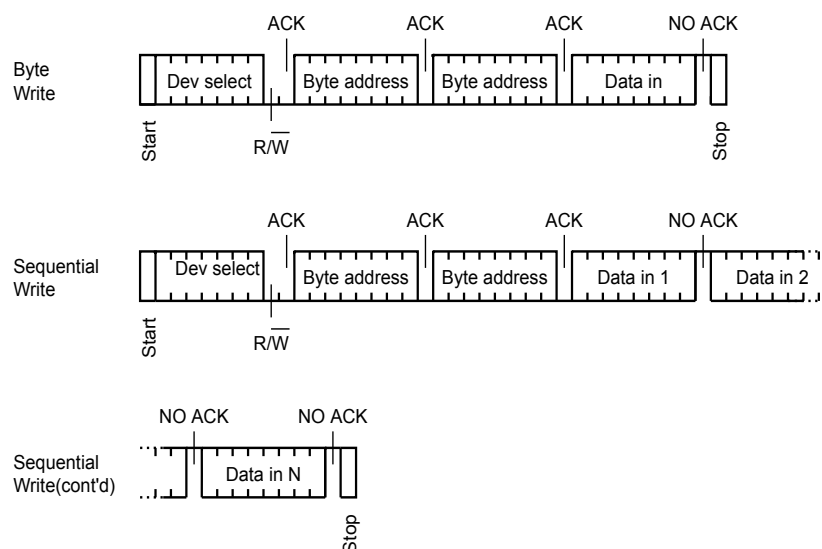 ACK ACK ACK NO ACK
Byte
Write
Dev select Byte address Byte address Data in
Start
R/W
Stop
ACK ACK ACK NO ACK
Sequential
Write
Dev select Byte address Byte address Data in 1 Data in 2
Start
R/W
NO ACK NO ACK
Sequential
Write(cont'd)
Data in N
Stop